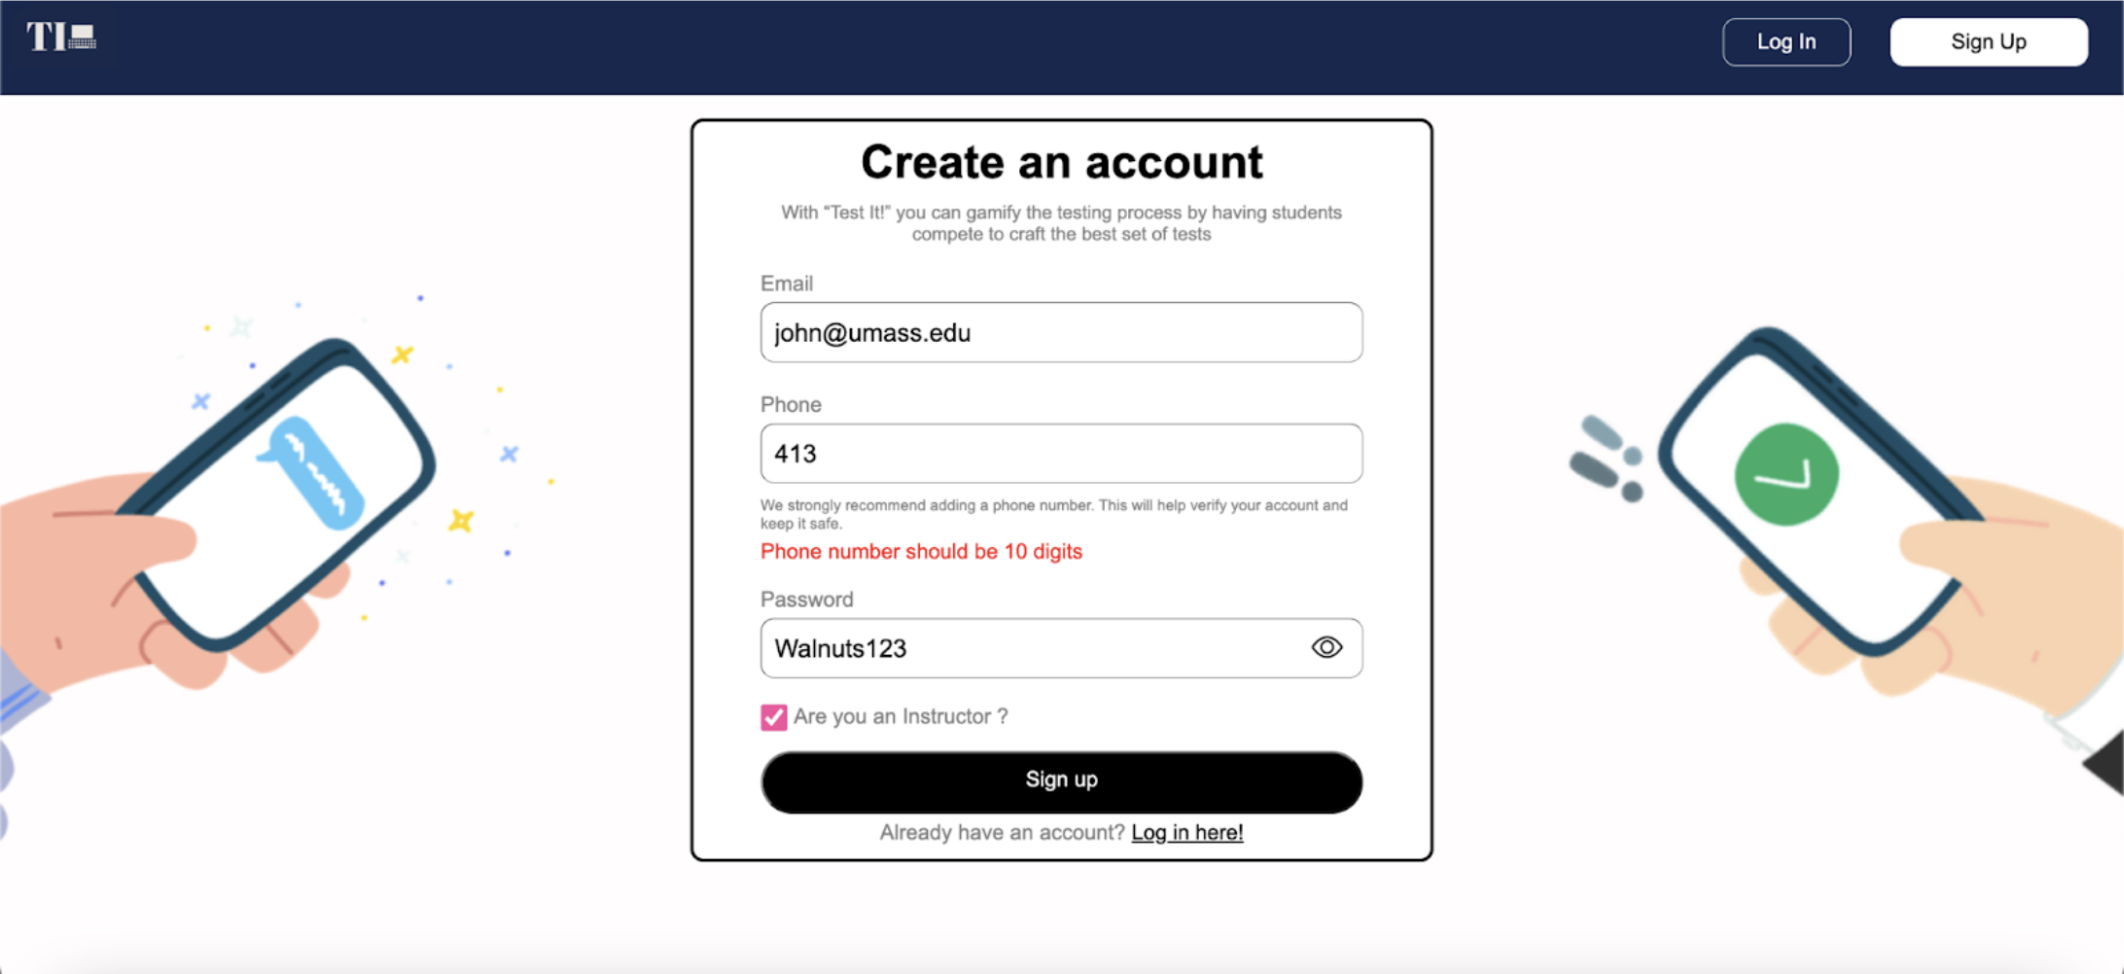 TI
Log In
Sign Up
Create an account
With "Test It!" you can gamify the testing process by having students
compete to craft the best set of tests
Email
john@umass.edu
Phone
413
We strongly recommend adding a phone number. This will help verify your account and
keep it safe.
Phone number should be 10 digits
Password
Walnuts123
Are you an Instructor ?
Sign up
Already have an account? Log in here!